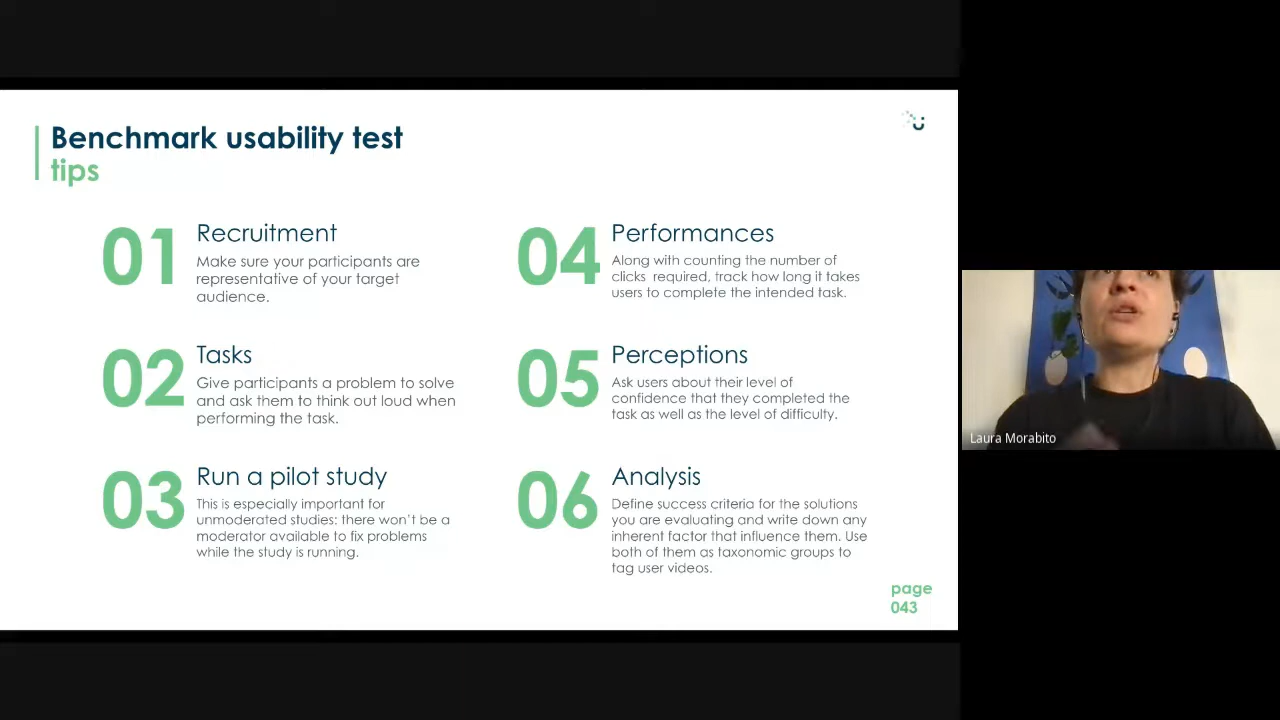 Benchmark usability test
tips
01
Recruitment
Make sure your participants are
representative of your target
audience.
02
Tasks
Give participants a problem to solve
and ask them to think out loud when
performing the task.
03
Run a pilot study
This is especially important for
unmoderated studies: there won't be a
moderator available to fix problems
while the study is running.
04
Performances
Along with counting the number of
clicks required, track how long it takes
users to complete the intended task.
05
Perceptions
Ask users about their level of
confidence that they completed the
task as well as the level of difficulty.
06
Analysis
Define success criteria for the solutions
you are evaluating and write down any
inherent factor that influence them. Use
both of them as taxonomic groups to
tag user videos.
page
043
Laura Morabito